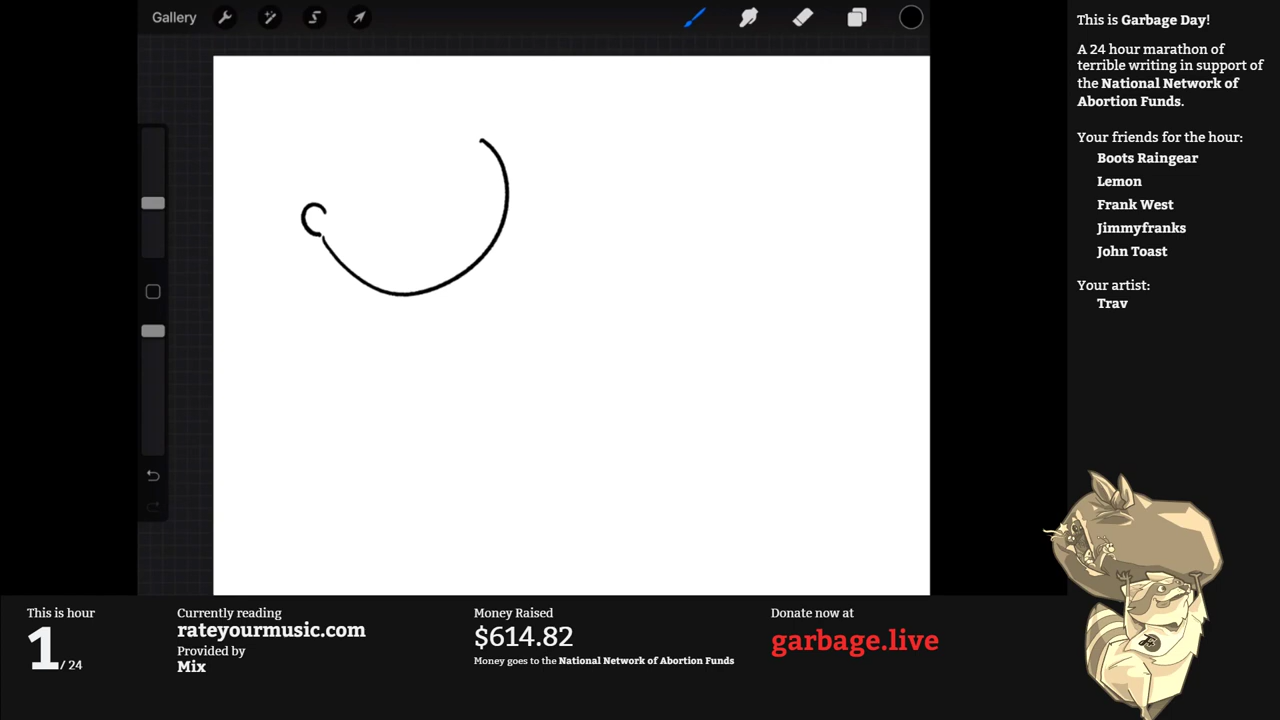 Gallery
This is Garbage Day!
A 24 hour marathon of
terrible writing in support of
the National Network of
Abortion Funds.
Your friends for the hour:
Boots Raingear
Lemon
Frank West
Jimmyfranks
John Toast
Your artist:
Trav
This is hour
1 / 24
Currently reading
rateyourmusic.com
Provided by
Mix
Money Raised
$614.82
Money goes to the National Network of Abortion Funds
Donate now at
garbage.live